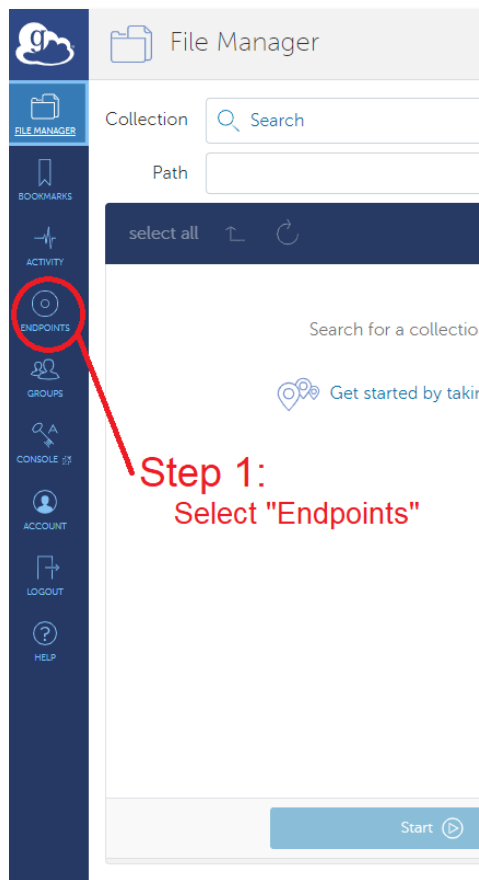 g
File Manager
FILE MANAGER
Collection
Search
Path
BOOKMARKS
select all
ACTIVITY
ENDPOINTS
Search for a collectio
GROUPS
Get started by takin
CONSOLE
Step 1:
Select "Endpoints"
ACCOUNT
LOGOUT
HELP
Start